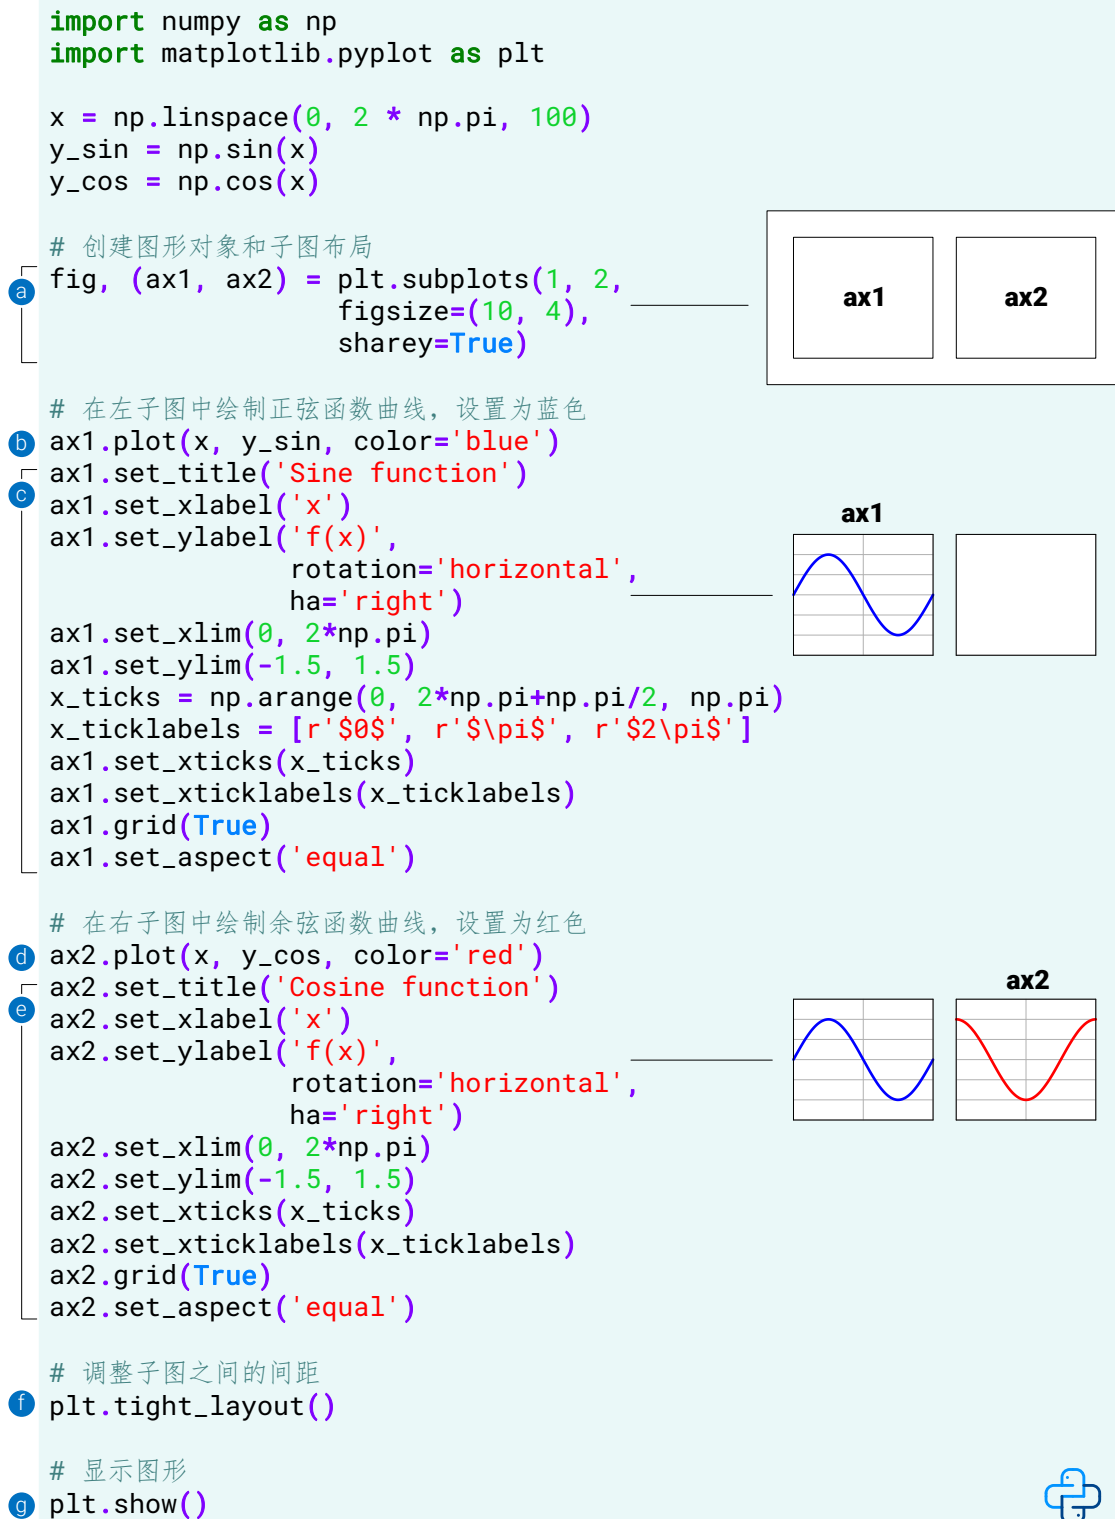 import numpy as np
import matplotlib.pyplot as plt
x = np.linspace(0, 2 * np.pi, 100)
y_sin = np.sin(x)
y_cos = np.cos(x)
# 创建图形对象和子图布局
a
fig, (ax1, ax2) = plt.subplots(1, 2,
figsize=(10, 4),
sharey=True)
ax1
ax2
# 在左子图中绘制正弦函数曲线，设置为蓝色
b
ax1.plot(x, y_sin, color='blue')
c
ax1.set_title('Sine function')
ax1.set_xlabel('x')
ax1.set_ylabel('f(x)',
rotation='horizontal',
ha='right')
ax1
ax1.set_xlim(0, 2*np.pi)
ax1.set_ylim(-1.5, 1.5)
x_ticks = np.arange(0, 2*np.pi+np.pi/2, np.pi)
x_ticklabels = [r'$0$', r'$\pi$', r'$2\pi$']
ax1.set_xticks(x_ticks)
ax1.set_xticklabels(x_ticklabels)
ax1.grid(True)
ax1.set_aspect('equal')
# 在右子图中绘制余弦函数曲线，设置为红色
d
ax2.plot(x, y_cos, color='red')
e
ax2.set_title('Cosine function')
ax2.set_xlabel('x')
ax2.set_ylabel('f(x)',
rotation='horizontal',
ha='right')
ax2
ax2.set_xlim(0, 2*np.pi)
ax2.set_ylim(-1.5, 1.5)
ax2.set_xticks(x_ticks)
ax2.set_xticklabels(x_ticklabels)
ax2.grid(True)
ax2.set_aspect('equal')
# 调整子图之间的间距
f
plt.tight_layout()
# 显示图形
g
plt.show()